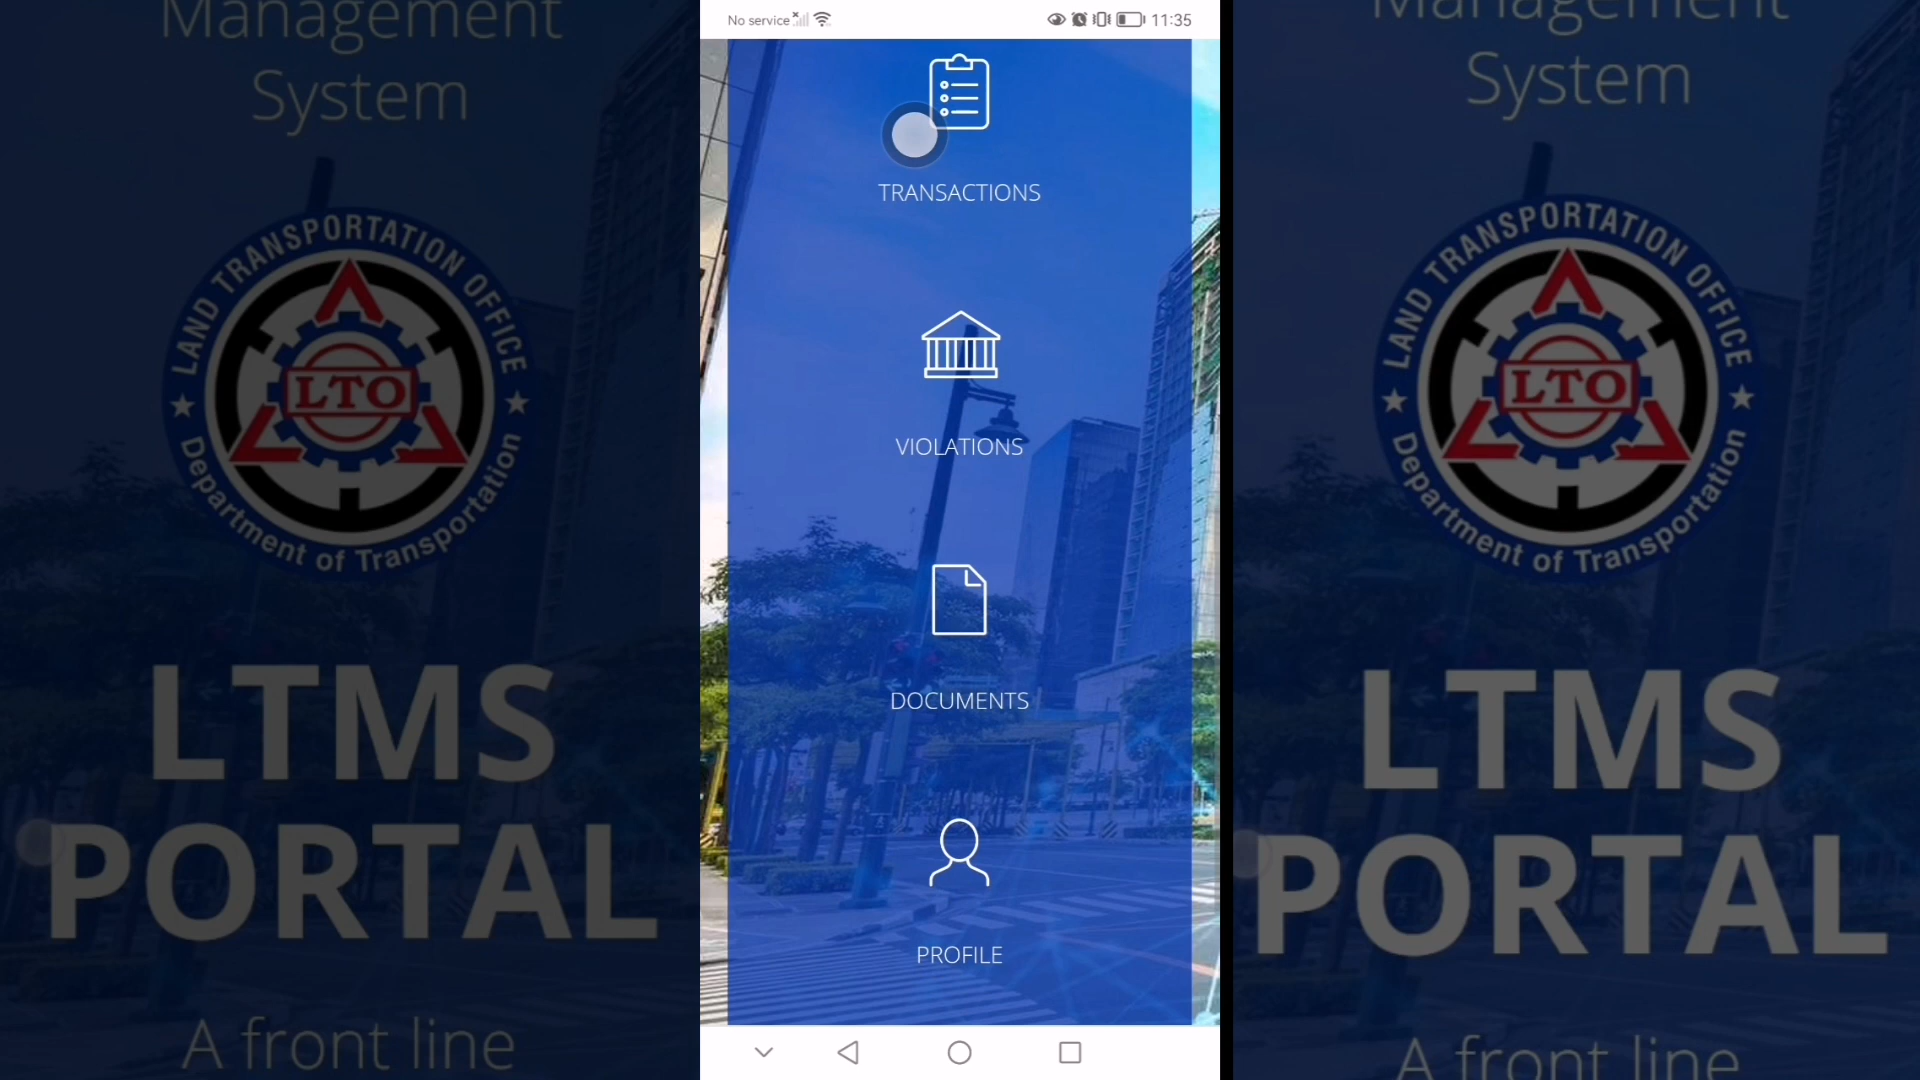 Management
System
LAND TRANSPORTATION OFFICE
LTO
Department of Transportation
LTMS
PORTAL
A front line
No service
11:35
TRANSACTIONS
VIOLATIONS
DOCUMENTS
PROFILE
Management
System
LAND TRANSPORTATION OFFICE
LTO
Department of Transportation
LTMS
PORTAL
A front line